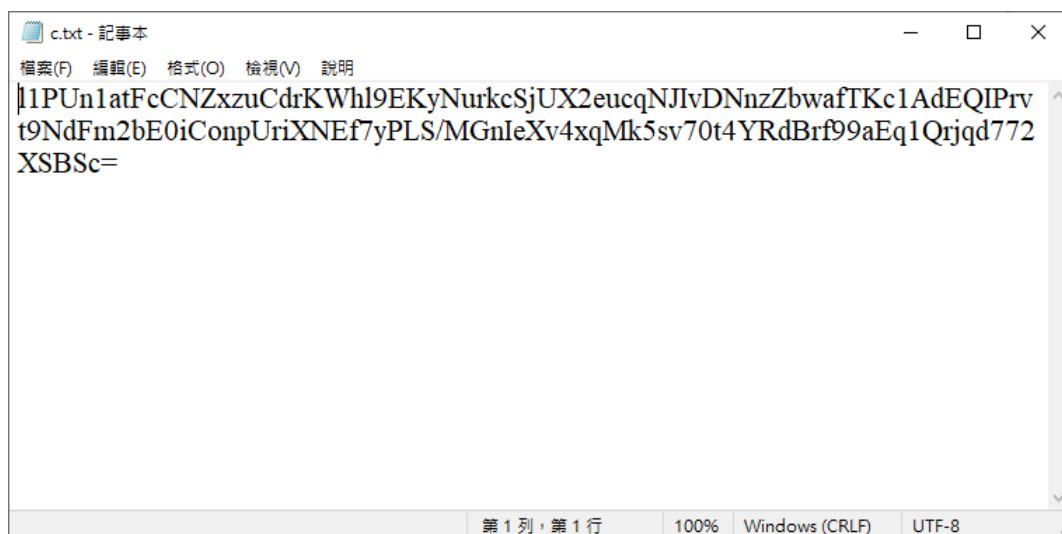 c.txt - 記事本
檔案(F) 編輯(E) 格式(O) 檢視(V) 說明
l1PUn1atFcCNZxzuCdrKWhl9EKyNurkcSjUX2eucqNJIvDNnzZbwafTKc1AdEQIPrv
t9NdFm2bE0iConpUriXNEf7yPLS/MGnIeXv4xqMk5sv70t4YRdBrf99aEq1Qrjqd772
XSBSc=
第 1 列，第 1 行 100% Windows (CRLF) UTF-8